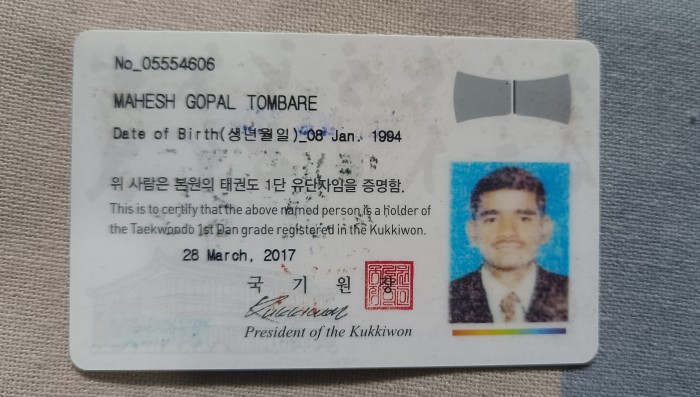 No_05554606
MAHESH GOPAL TOMBARE
Date of Birth(생년월일)_08 Jan. 1994
위 사람은 본원의 태권도 1단 유단자임을 증명함.
This is to certify that the above named person is a holder of
the Taekwondo 1st Dan grade registered in the Kukkiwon.
28 March, 2017
국 기 원 장
Kukkiwon
President of the Kukkiwon